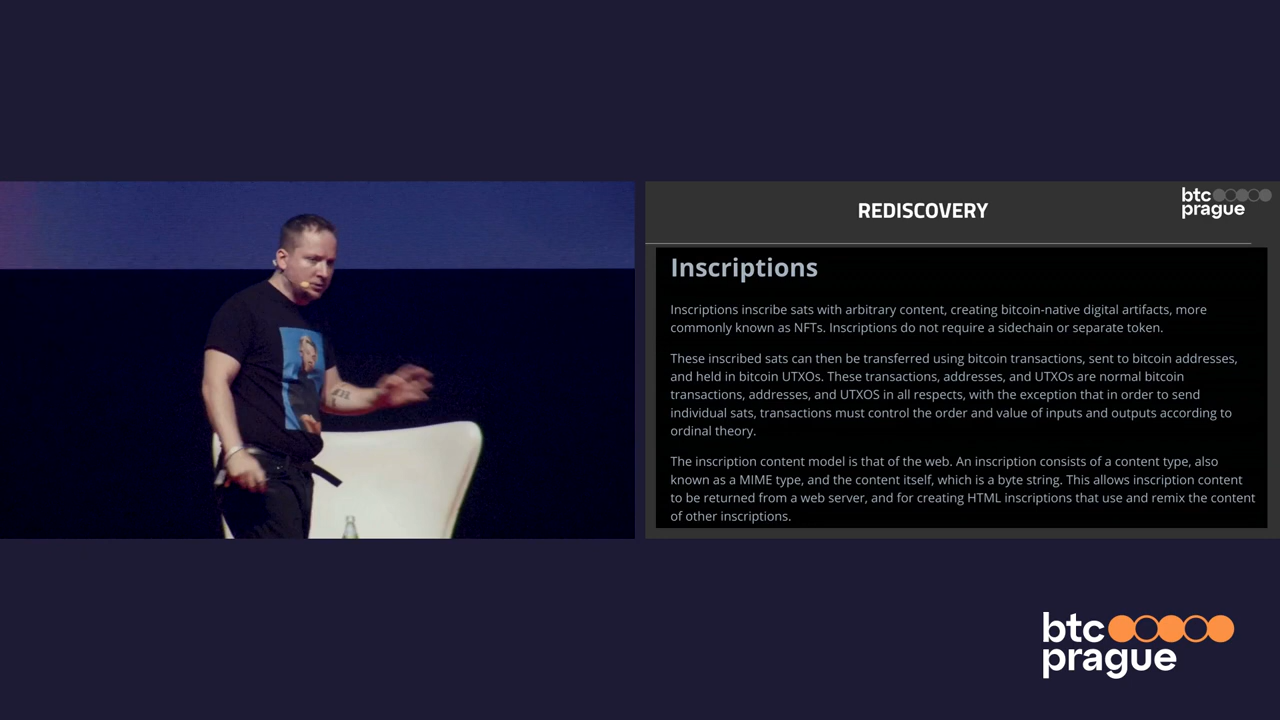 REDISCOVERY
btc
prague
Inscriptions
Inscriptions inscribe sats with arbitrary content, creating bitcoin-native digital artifacts, more
commonly known as NFTs. Inscriptions do not require a sidechain or separate token.
These inscribed sats can then be transferred using bitcoin transactions, sent to bitcoin addresses,
and held in bitcoin UTXOs. These transactions, addresses, and UTXOs are normal bitcoin
transactions, addresses, and UTXOS in all respects, with the exception that in order to send
individual sats, transactions must control the order and value of inputs and outputs according to
ordinal theory.
The inscription content model is that of the web. An inscription consists of a content type, also
known as a MIME type, and the content itself, which is a byte string. This allows inscription content
to be returned from a web server, and for creating HTML inscriptions that use and remix the content
of other inscriptions.
btc
prague